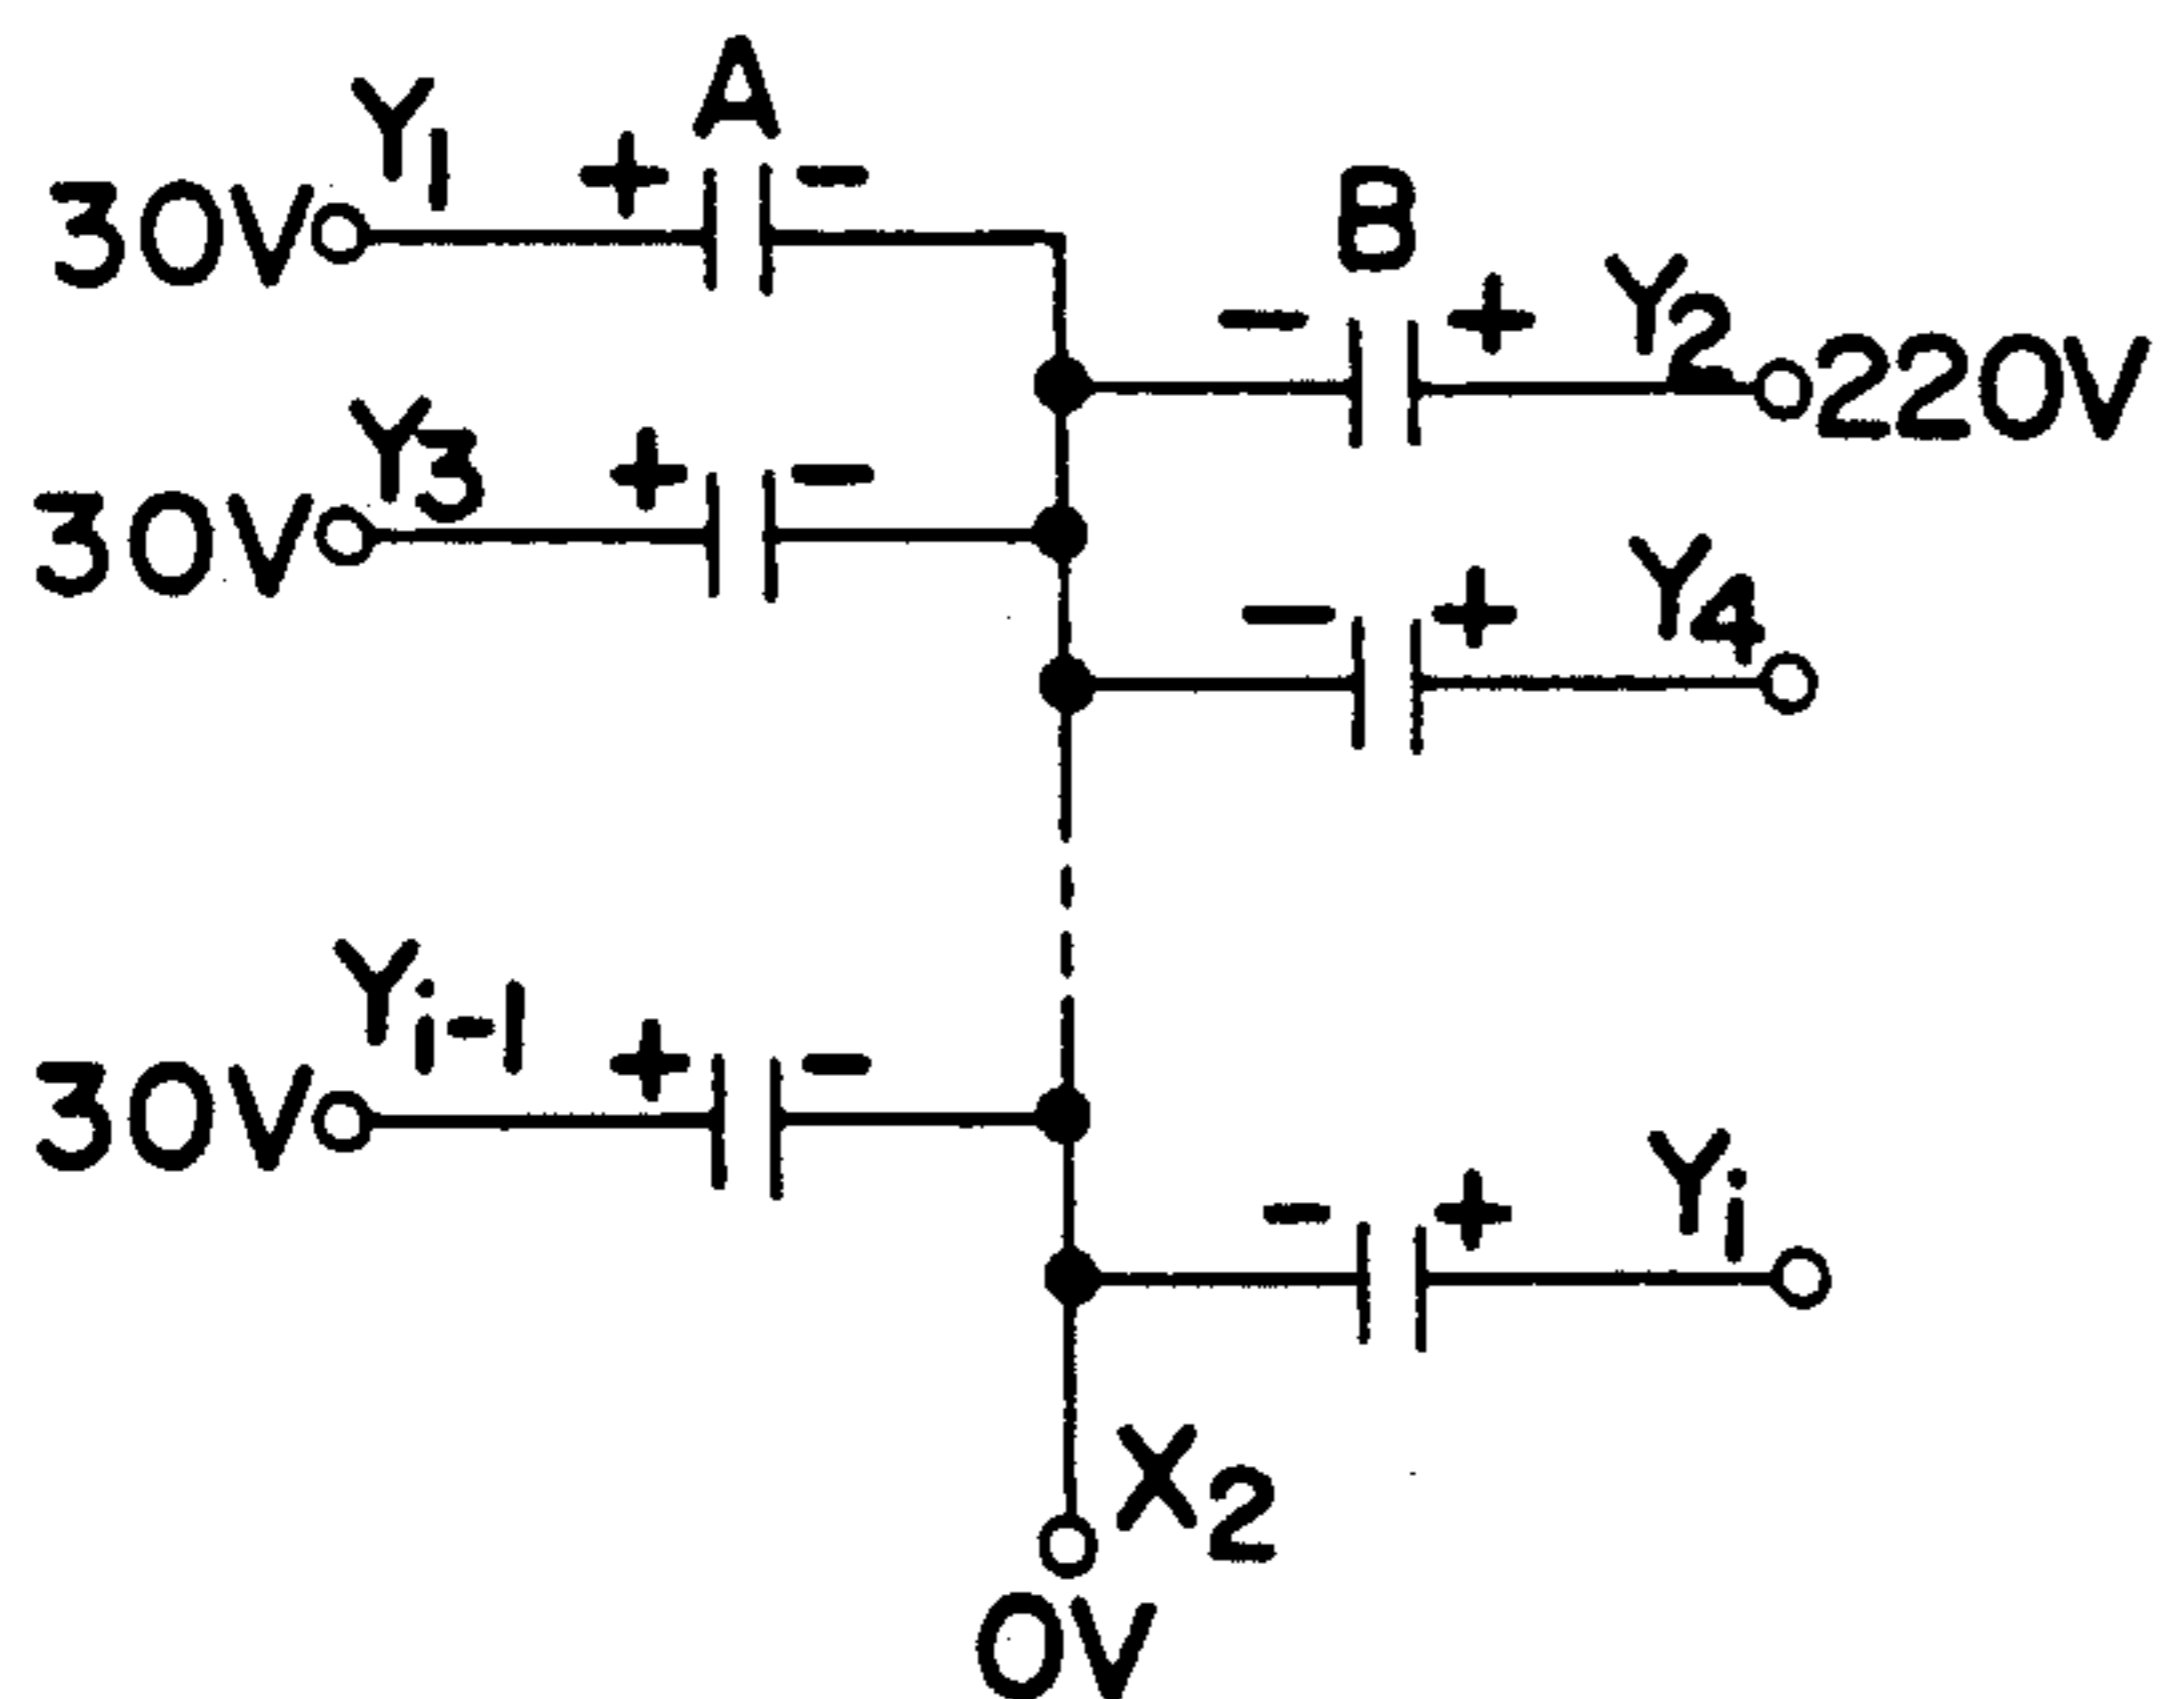 A
Y1
+ -
30V
B
- + Y2
220V
Y3
+ -
30V
- + Y4
Yi-1
+ -
30V
- + Yi
X2
0V